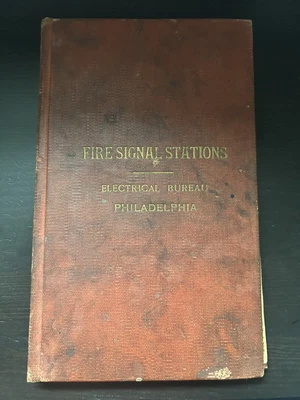 FIRE SIGNAL STATIONS
ELECTRICAL BUREAU
PHILADELPHIA